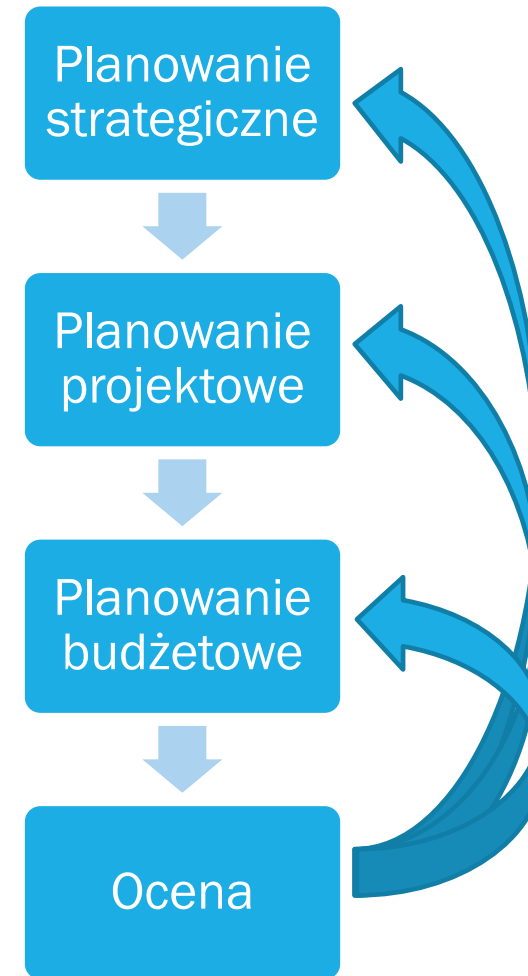 Planowanie
strategiczne
Planowanie
projektowe
Planowanie
budżetowe
Ocena